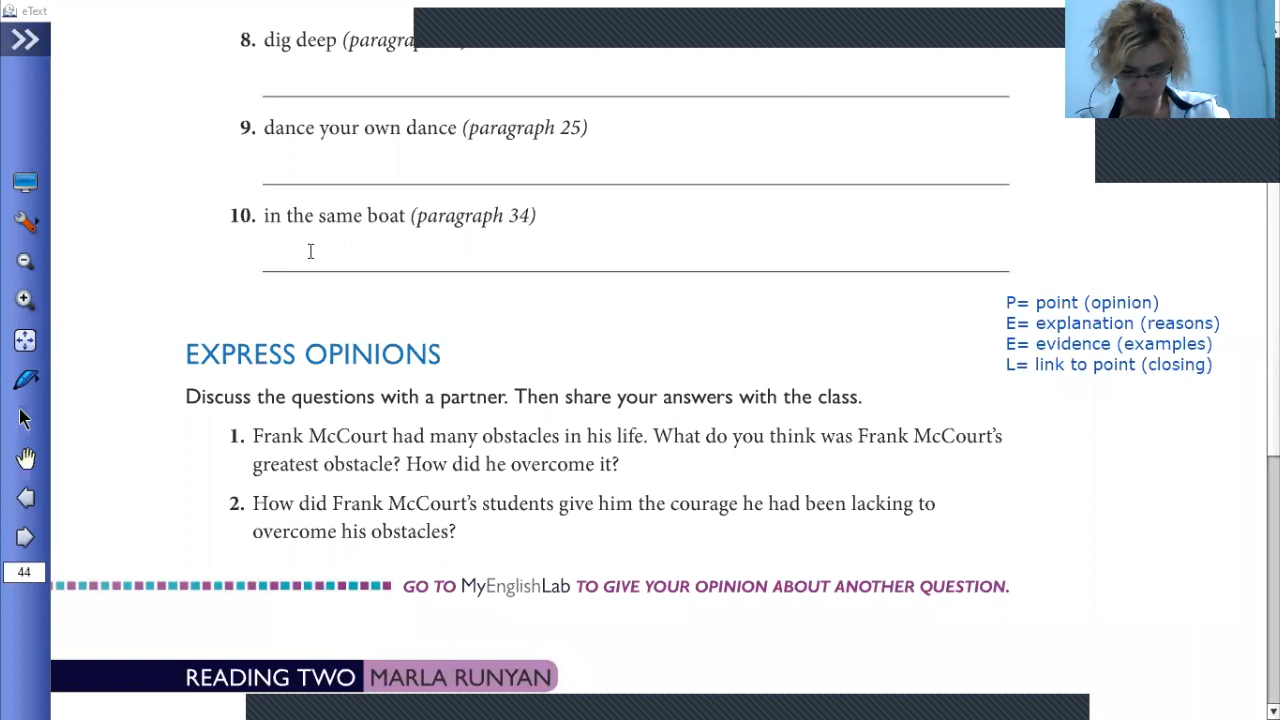 eText
8. dig deep
9. dance your own dance (paragraph 25)
10. in the same boat (paragraph 34)
P= point (opinion)
E= explanation (reasons)
E= evidence (examples)
L= link to point (closing)
EXPRESS OPINIONS
Discuss the questions with a partner. Then share your answers with the class.
1. Frank McCourt had many obstacles in his life. What do you think was Frank McCourt's
greatest obstacle? How did he overcome it?
2. How did Frank McCourt's students give him the courage he had been lacking to
overcome his obstacles?
44
GO TO MyEnglishLab TO GIVE YOUR OPINION ABOUT ANOTHER QUESTION.
READING TWO MARLA RUNYAN